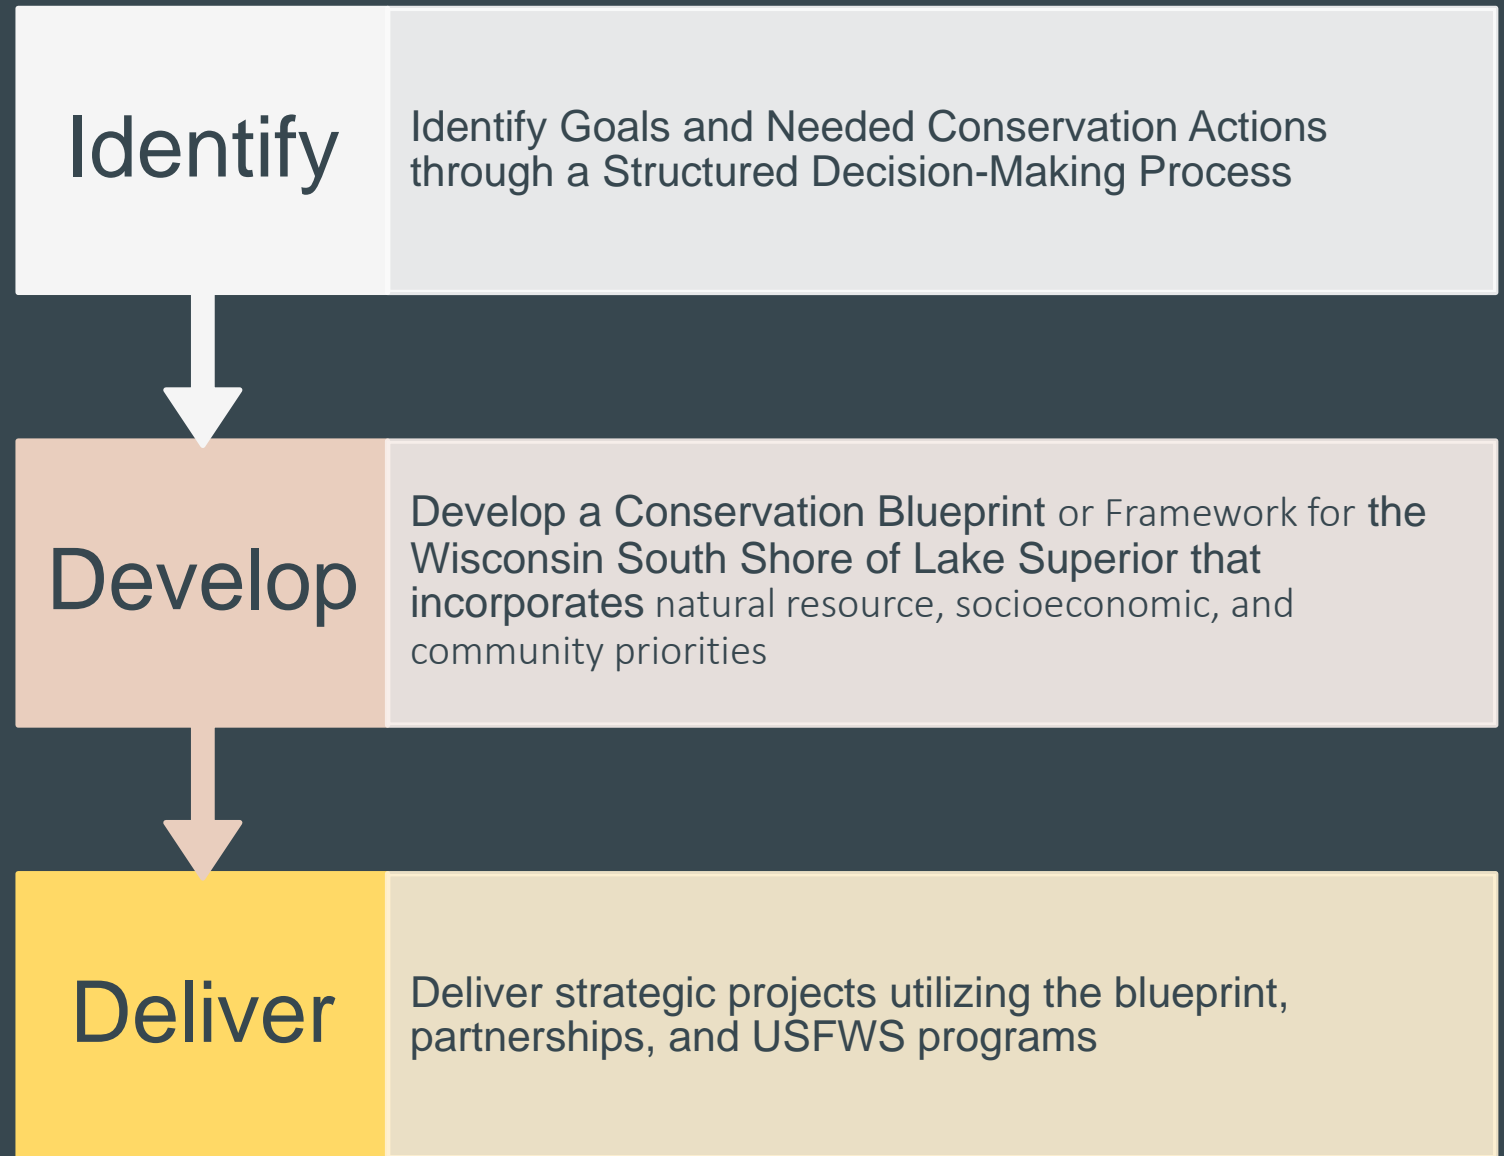 Identify
Identify Goals and Needed Conservation Actions
through a Structured Decision-Making Process
Develop
Develop a Conservation Blueprint or Framework for the
Wisconsin South Shore of Lake Superior that
incorporates natural resource, socioeconomic, and
community priorities
Deliver
Deliver strategic projects utilizing the blueprint,
partnerships, and USFWS programs